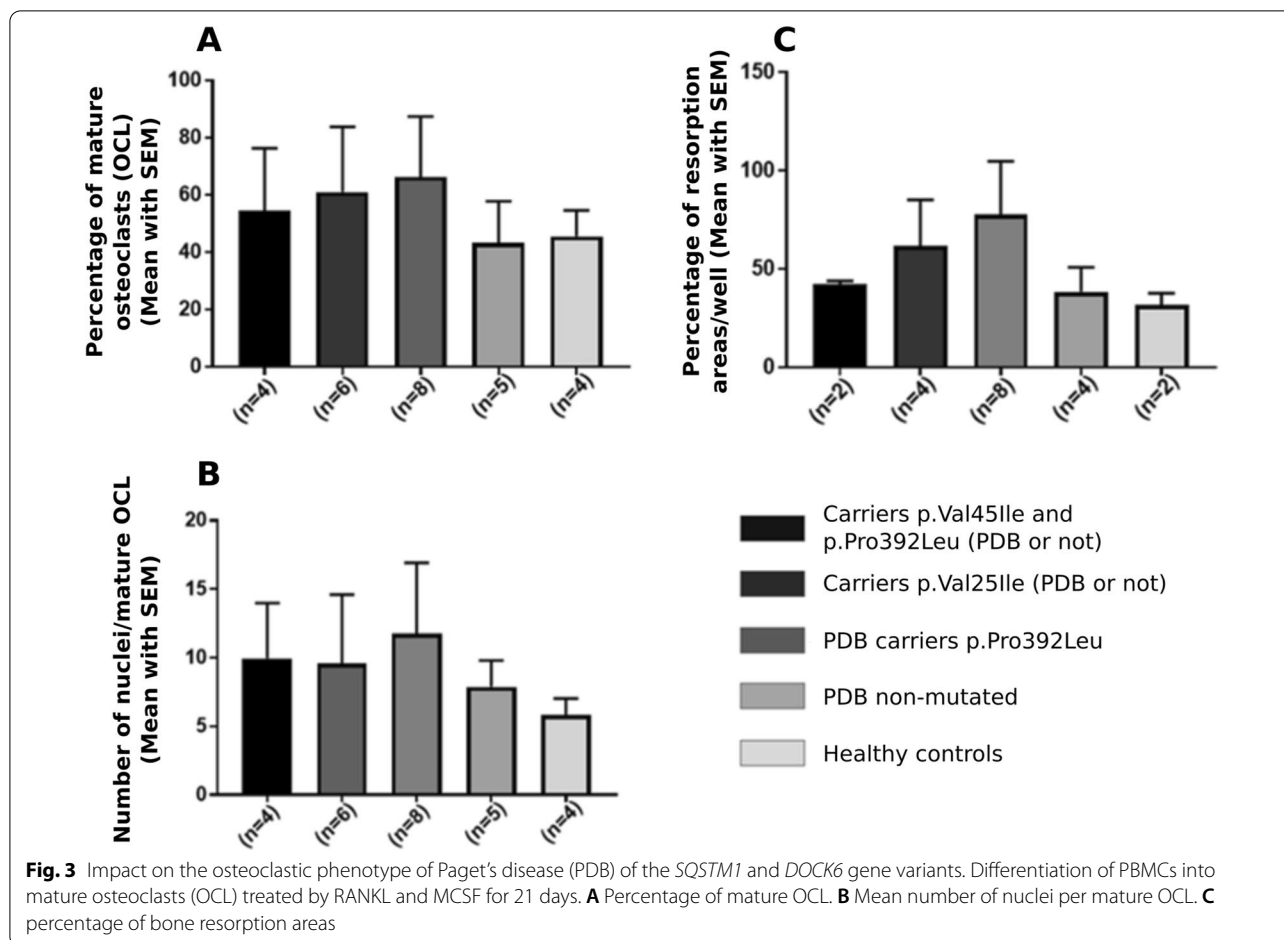 A
Percentage of mature
osteoclasts (OCL)
(Mean with SEM)
100
80
60
40
20
0
(n=4)
(n=6)
(n=8)
(n=5)
(n=4)
C
Percentage of resorption
areas/well (Mean with SEM)
150
100
50
0
(n=2)
(n=4)
(n=8)
(n=4)
(n=2)
B
Number of nuclei/mature OCL
(Mean with SEM)
20
15
10
5
0
(n=4)
(n=6)
(n=8)
(n=5)
(n=4)
Carriers p.Val45Ile and
p.Pro392Leu (PDB or not)
Carriers p.Val25Ile (PDB or not)
PDB carriers p.Pro392Leu
PDB non-mutated
Healthy controls
Fig. 3 Impact on the osteoclastic phenotype of Paget's disease (PDB) of the SQSTM1 and DOCK6 gene variants. Differentiation of PBMCs into
mature osteoclasts (OCL) treated by RANKL and MCSF for 21 days. A Percentage of mature OCL. B Mean number of nuclei per mature OCL. C
percentage of bone resorption areas